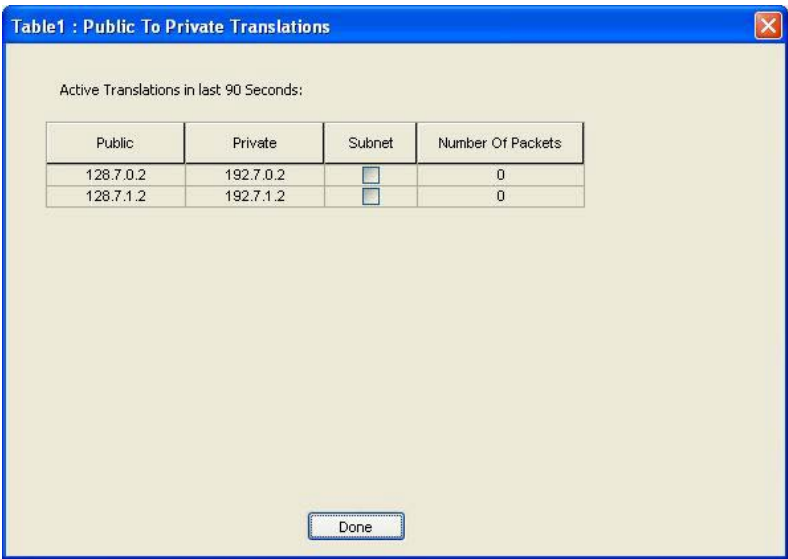 Table1 : Public To Private Translations
Active Translations in last 90 Seconds:
Public Private Subnet Number Of Packets
128.7.0.2 192.7.0.2 0
128.7.1.2 192.7.1.2 0
Done